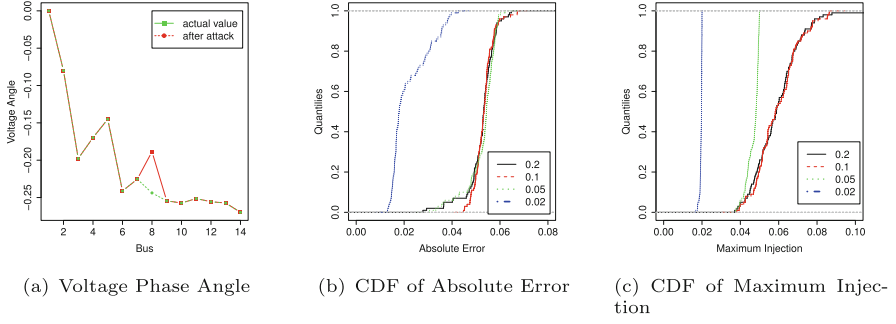 actual value
after attack
Voltage Angle
0.00
−0.05
−0.10
−0.15
−0.20
−0.25
2 4 6 8 10 12 14
Bus
(a) Voltage Phase Angle
Quantilies
1.0
0.8
0.6
0.4
0.2
0.0
0.2
0.1
0.05
0.02
0.00 0.02 0.04 0.06 0.08
Absolute Error
(b) CDF of Absolute Error
Quantilies
1.0
0.8
0.6
0.4
0.2
0.0
0.2
0.1
0.05
0.02
0.00 0.02 0.04 0.06 0.08 0.10
Maximum Injection
(c) CDF of Maximum Injec-
tion